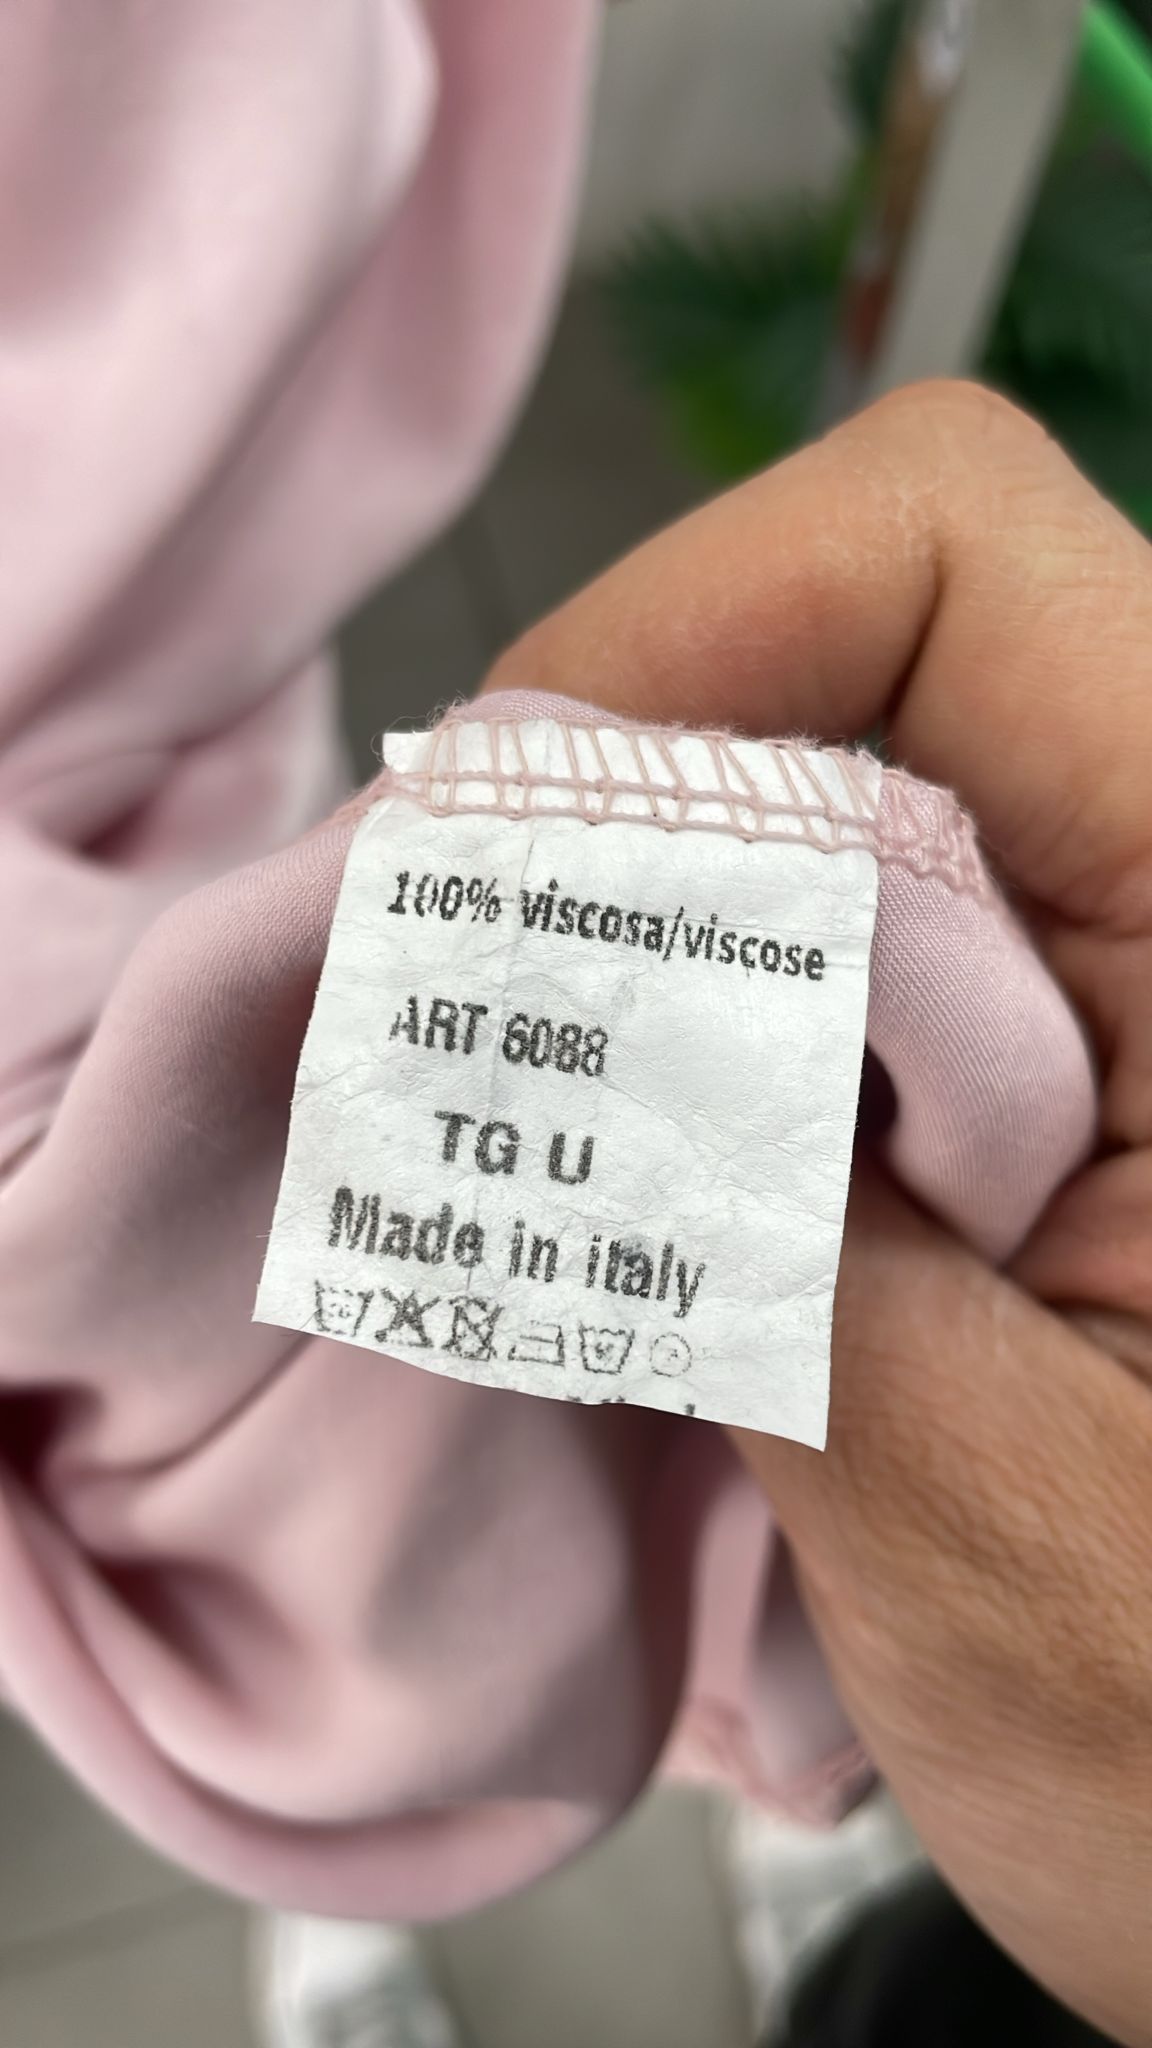 100% viscosa/viscose
ART 6088
TG U
Made in italy